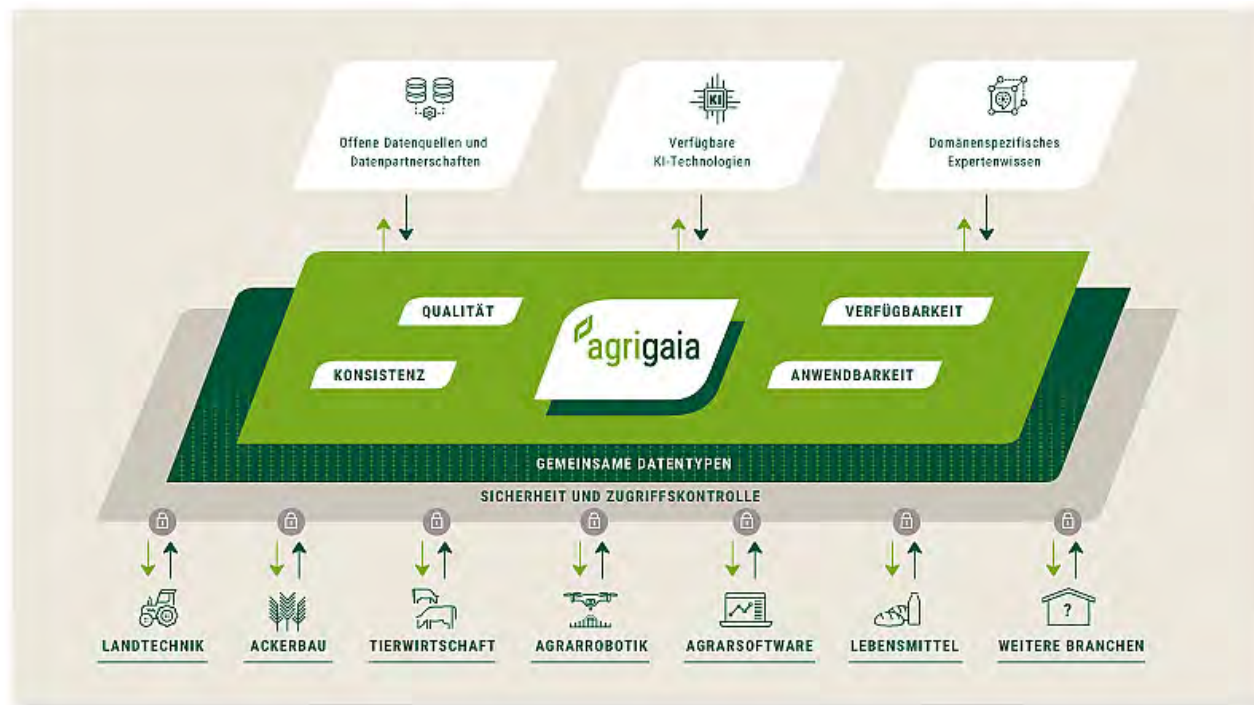 Offene Datenquellen und
Datenpartnerschaften
KI
Verfügbare
KI-Technologien
Domänenspezifisches
Expertenwissen
QUALITÄT
VERFÜGBARKEIT
agrigaia
KONSISTENZ
ANWENDBARKEIT
GEMEINSAME DATENTYPEN
SICHERHEIT UND ZUGRIFFSKONTROLLE
?
LANDTECHNIK
ACKERBAU
TIERWIRTSCHAFT
AGRARROBOTIK
AGRARSOFTWARE
LEBENSMITTEL
WEITERE BRANCHEN